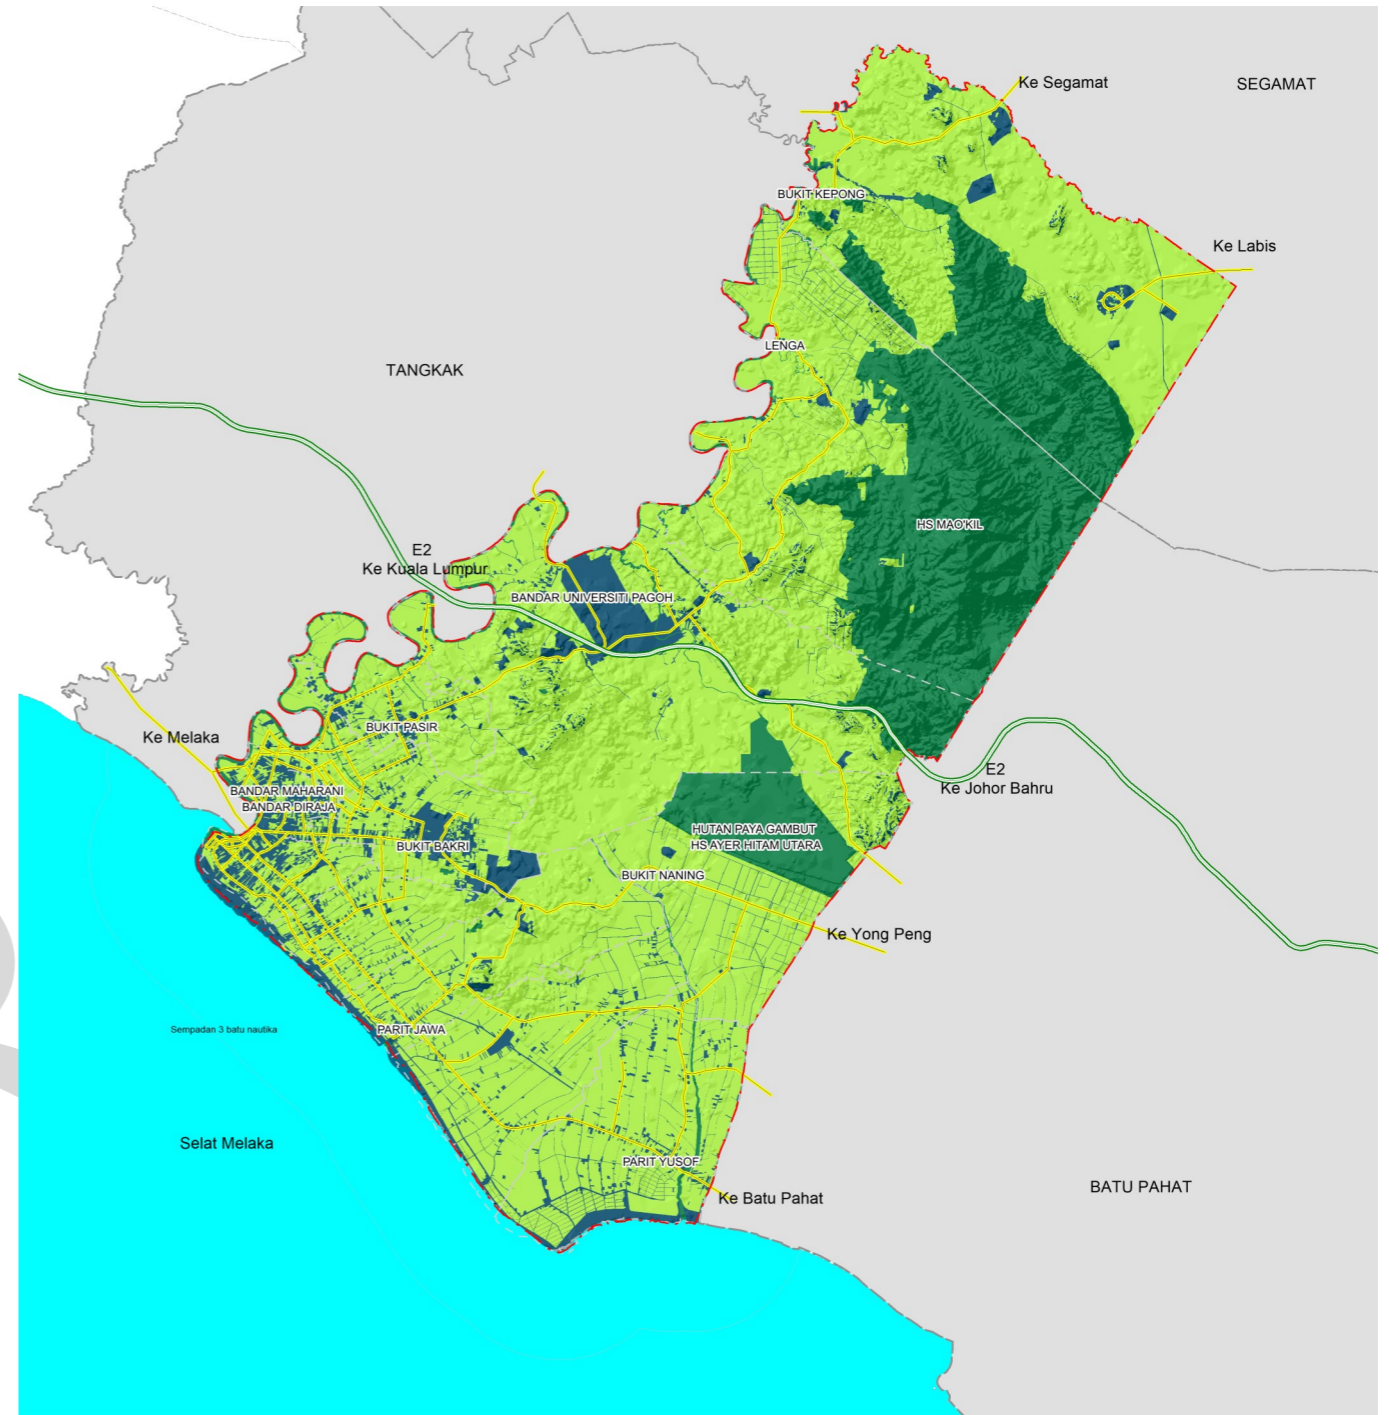 Ke Segamat
SEGAMAT
BUKIT KEPONG
Ke Labis
LENGA
TANGKAK
HS MAO'KIL
E2
Ke Kuala Lumpur
BANDAR UNIVERSITI PAGOH
BUKIT PASIR
Ke Melaka
E2
Ke Johor Bahru
BANDAR MAHARANI
BANDAR DIRAJA
HUTAN PAYA GAMBUT
HS AYER HITAM UTARA
BUKIT BAKRI
BUKIT NANING
Ke Yong Peng
Sempadan 3 batu nautika
PARIT JAWA
Selat Melaka
PARIT YUSOF
BATU PAHAT
Ke Batu Pahat